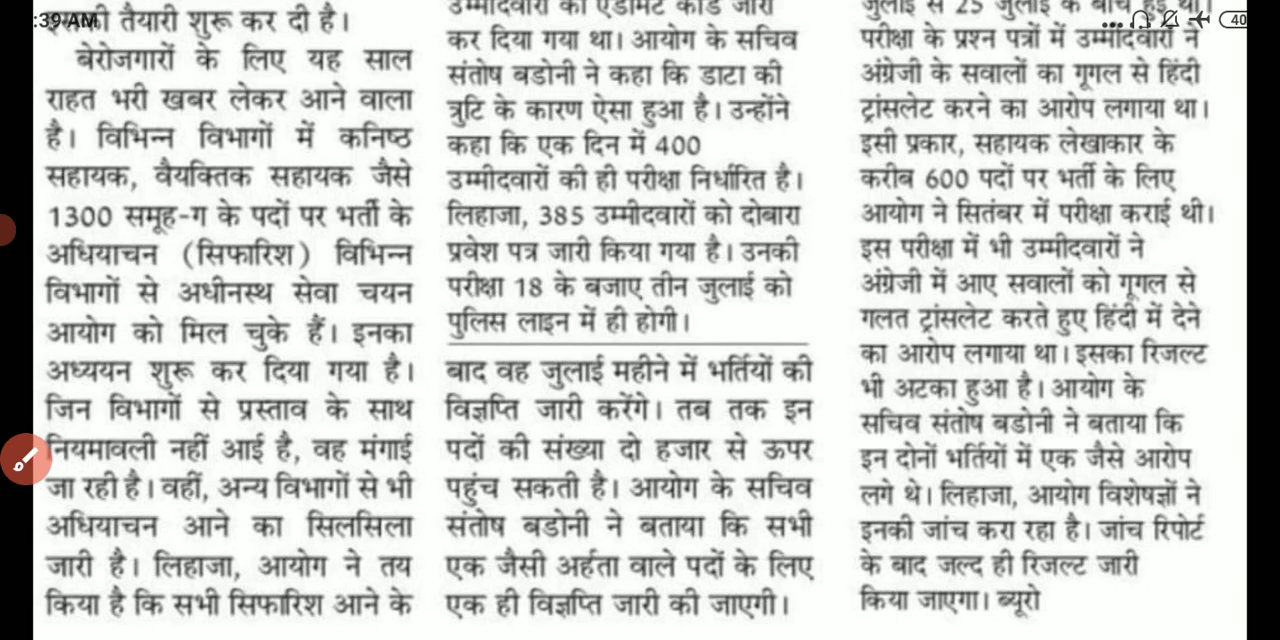 :39 AM
40
इसकी तैयारी शुरू कर दी है।
बेरोजगारों के लिए यह साल
राहत भरी खबर लेकर आने वाला
है। विभिन्न विभागों में कनिष्ठ
सहायक, वैयक्तिक सहायक जैसे
1300 समूह-ग के पदों पर भर्ती के
अधियाचन (सिफारिश) विभिन्न
विभागों से अधीनस्थ सेवा चयन
आयोग को मिल चुके हैं। इनका
अध्ययन शुरू कर दिया गया है।
जिन विभागों से प्रस्ताव के साथ
नियमावली नहीं आई है, वह मंगाई
जा रही है। वहीं, अन्य विभागों से भी
अधियाचन आने का सिलसिला
जारी है। लिहाजा, आयोग ने तय
किया है कि सभी सिफारिश आने के
उम्मीदवारों को एडमिट कार्ड जारी
कर दिया गया था। आयोग के सचिव
संतोष बडोनी ने कहा कि डाटा की
त्रुटि के कारण ऐसा हुआ है। उन्होंने
कहा कि एक दिन में 400
उम्मीदवारों की ही परीक्षा निर्धारित है।
लिहाजा, 385 उम्मीदवारों को दोबारा
प्रवेश पत्र जारी किया गया है। उनकी
परीक्षा 18 के बजाए तीन जुलाई को
पुलिस लाइन में ही होगी।
बाद वह जुलाई महीने में भर्तियों की
विज्ञप्ति जारी करेंगे। तब तक इन
पदों की संख्या दो हजार से ऊपर
पहुंच सकती है। आयोग के सचिव
संतोष बडोनी ने बताया कि सभी
एक जैसी अर्हता वाले पदों के लिए
एक ही विज्ञप्ति जारी की जाएगी।
जुलाई से 25 जुलाई के बीच हुई थी।
परीक्षा के प्रश्न पत्रों में उम्मीदवारों ने
अंग्रेजी के सवालों का गूगल से हिंदी
ट्रांसलेट करने का आरोप लगाया था।
इसी प्रकार, सहायक लेखाकार के
करीब 600 पदों पर भर्ती के लिए
आयोग ने सितंबर में परीक्षा कराई थी।
इस परीक्षा में भी उम्मीदवारों ने
अंग्रेजी में आए सवालों को गूगल से
गलत ट्रांसलेट करते हुए हिंदी में देने
का आरोप लगाया था। इसका रिजल्ट
भी अटका हुआ है। आयोग के
सचिव संतोष बडोनी ने बताया कि
इन दोनों भर्तियों में एक जैसे आरोप
लगे थे। लिहाजा, आयोग विशेषज्ञों ने
इनकी जांच करा रहा है। जांच रिपोर्ट
के बाद जल्द ही रिजल्ट जारी
किया जाएगा। ब्यूरो